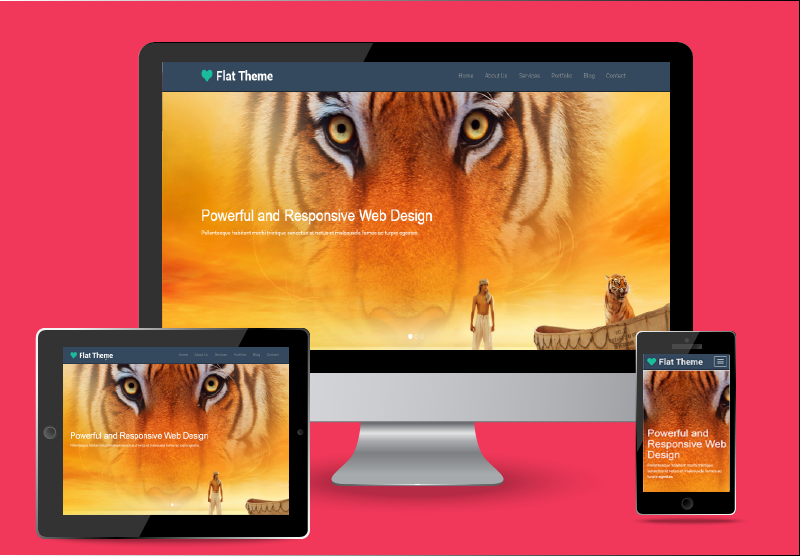 Flat Theme
Home About Us Services Portfolio Blog Contact
Powerful and Responsive Web Design
Pellentesque habitant morbi tristique senectus et netus et malesuada fames ac turpis egestas.
Flat Theme
Home About Us Services Portfolio Blog Contact
Powerful and Responsive Web Design
Pellentesque habitant morbi tristique senectus et netus et malesuada fames ac turpis egestas.
Flat Theme
Powerful and
Responsive Web
Design
Pellentesque habitant morbi tristique
senectus et netus et malesuada fames ac
turpis egestas.